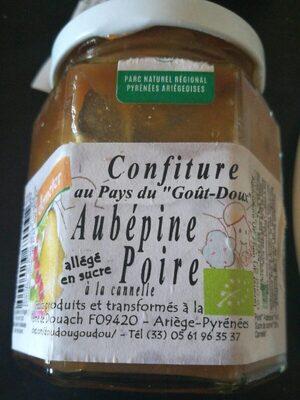 PARC NATUREL RÉGIONAL
PYRÉNÉES ARIÉGEOISES
Confiture
au Pays du "Goût-Doux"
Aubépine
Poire
allégé
en sucre
à la cannelle
produits et transformés à la
F09420 - Ariège-Pyrénées
oudougoudou/ - Tél (33) 05 61 96 35 37